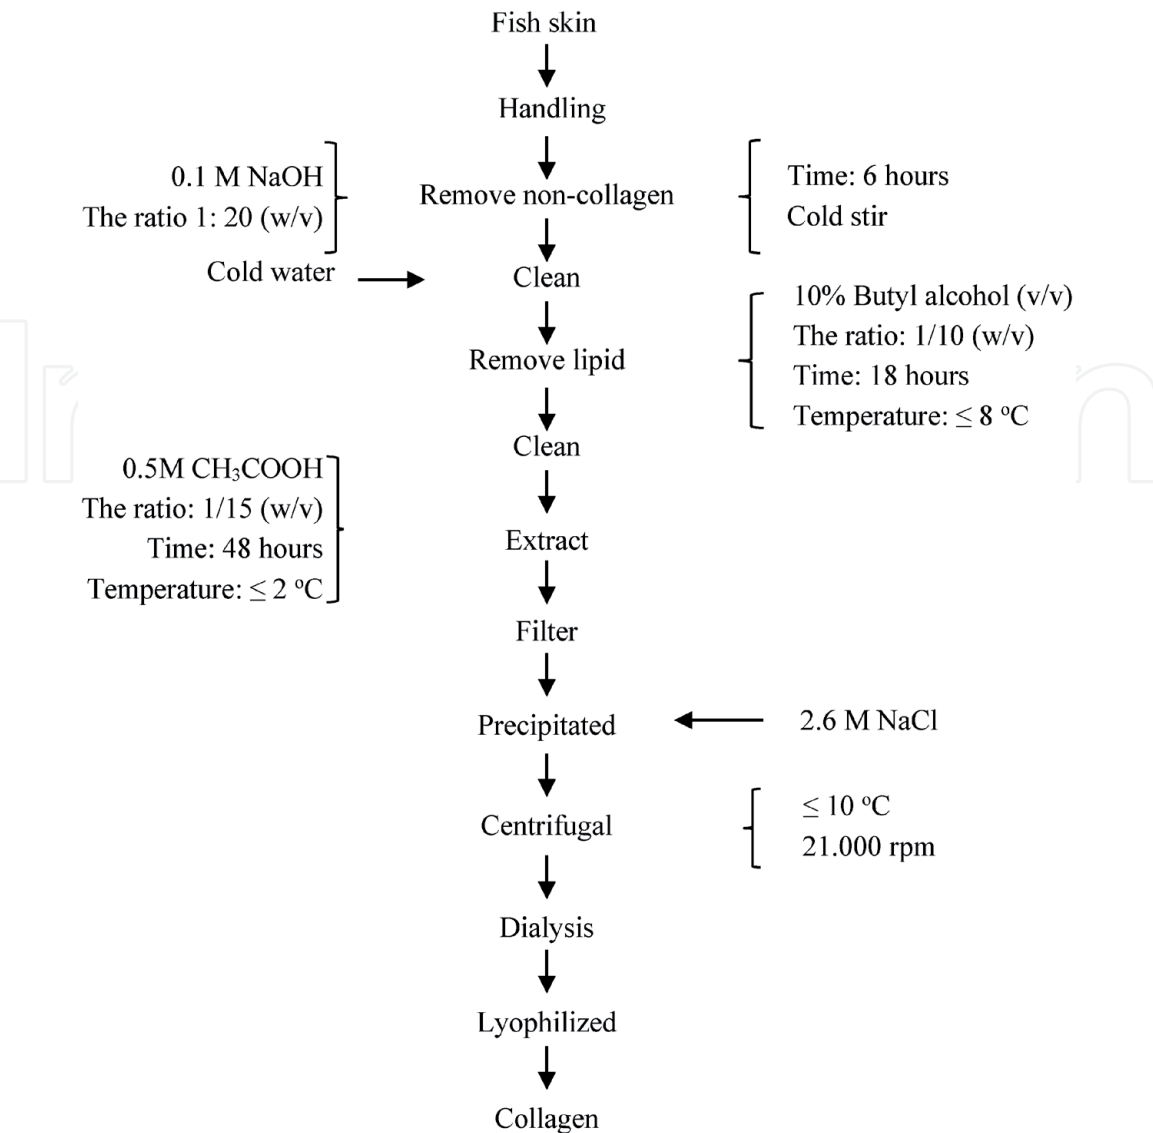 Fish skin
Handling
0.1 M NaOH
The ratio 1: 20 (w/v)
Remove non-collagen
Time: 6 hours
Cold stir
Cold water
Clean
10% Butyl alcohol (v/v)
The ratio: 1/10 (w/v)
Time: 18 hours
Temperature: ≤ 8 ºC
Remove lipid
Clean
0.5M CH₃COOH
The ratio: 1/15 (w/v)
Time: 48 hours
Temperature: ≤ 2 ºC
Extract
Filter
Precipitated
2.6 M NaCl
Centrifugal
≤ 10 ºC
21.000 rpm
Dialysis
Lyophilized
Collagen